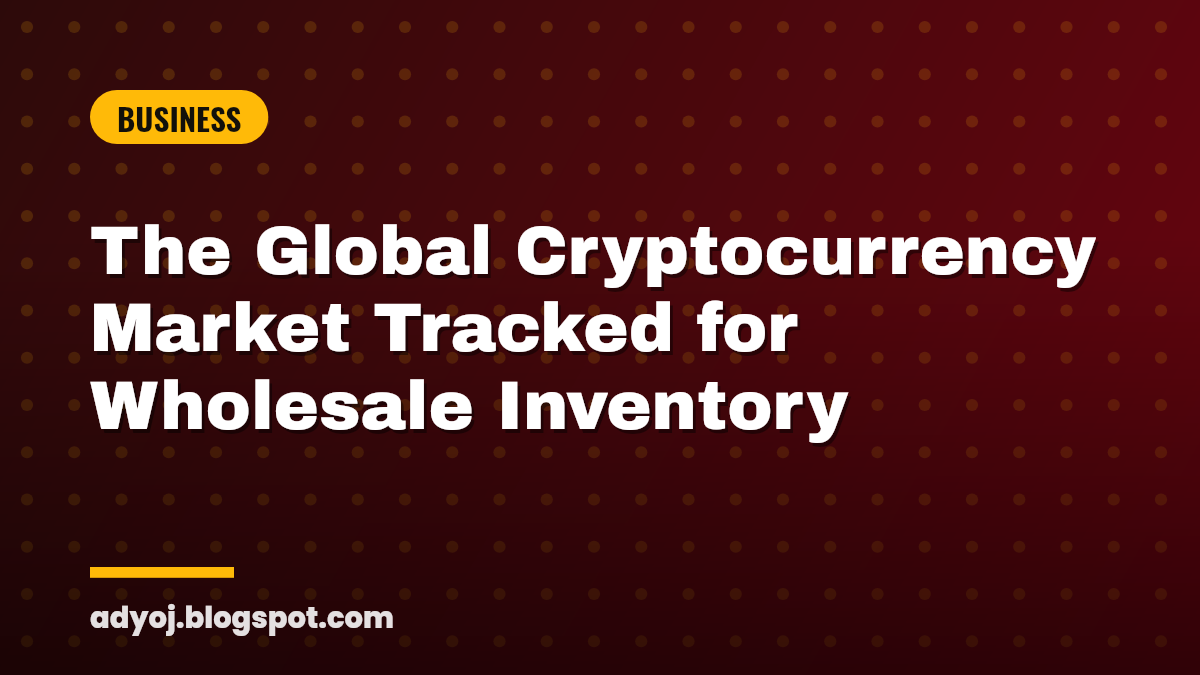 BUSINESS
The Global Cryptocurrency
Market Tracked for
Wholesale Inventory
adyoj.blogspot.com